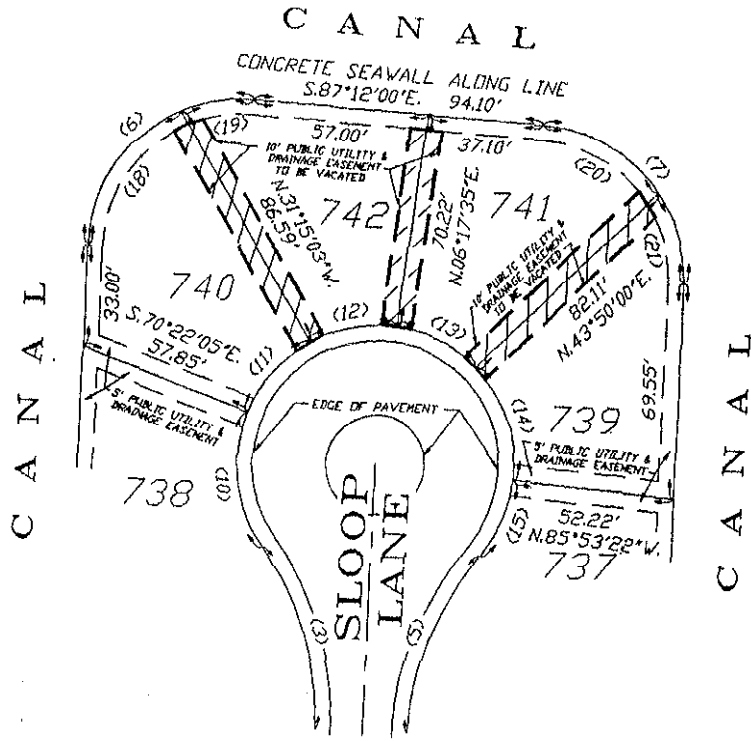 CANAL
CONCRETE SEAWALL ALONG LINE
S.87°12'00"E. 94.10'
(6)
(19)
57.00'
37.10'
(7)
(18)
(20)
10' PUBLIC UTILITY &
DRAINAGE EASEMENT
TO BE VACATED
N.31°15'03"W.
86.59'
742
70.22'
N.06°17'35"E.
741
10' PUBLIC UTILITY &
DRAINAGE EASEMENT
TO BE VACATED
82.11'
N.43°50'00"E.
(21)
740
33.00'
S.70°22'05"E.
57.85'
(11)
(12)
(13)
5' PUBLIC UTILITY &
DRAINAGE EASEMENT
CANAL
738
(10)
EDGE OF PAVEMENT
(14)
739
69.55'
5' PUBLIC UTILITY &
DRAINAGE EASEMENT
CANAL
52.22'
N.85°53'22"W.
(15)
737
SLOOP
LANE
(3)
(5)